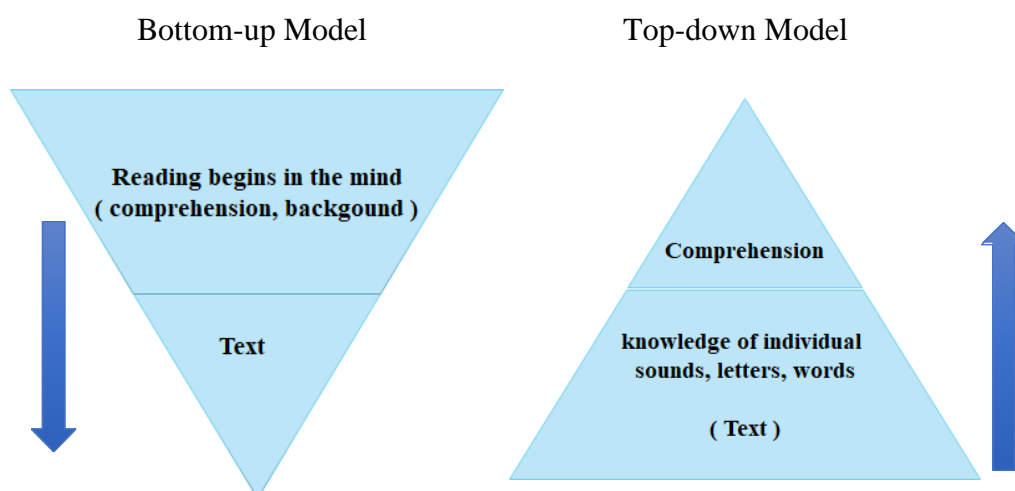 Bottom-up Model
Top-down Model
Reading begins in the mind
( comprehension, backgound )
Text
Comprehension
knowledge of individual
sounds, letters, words
( Text )